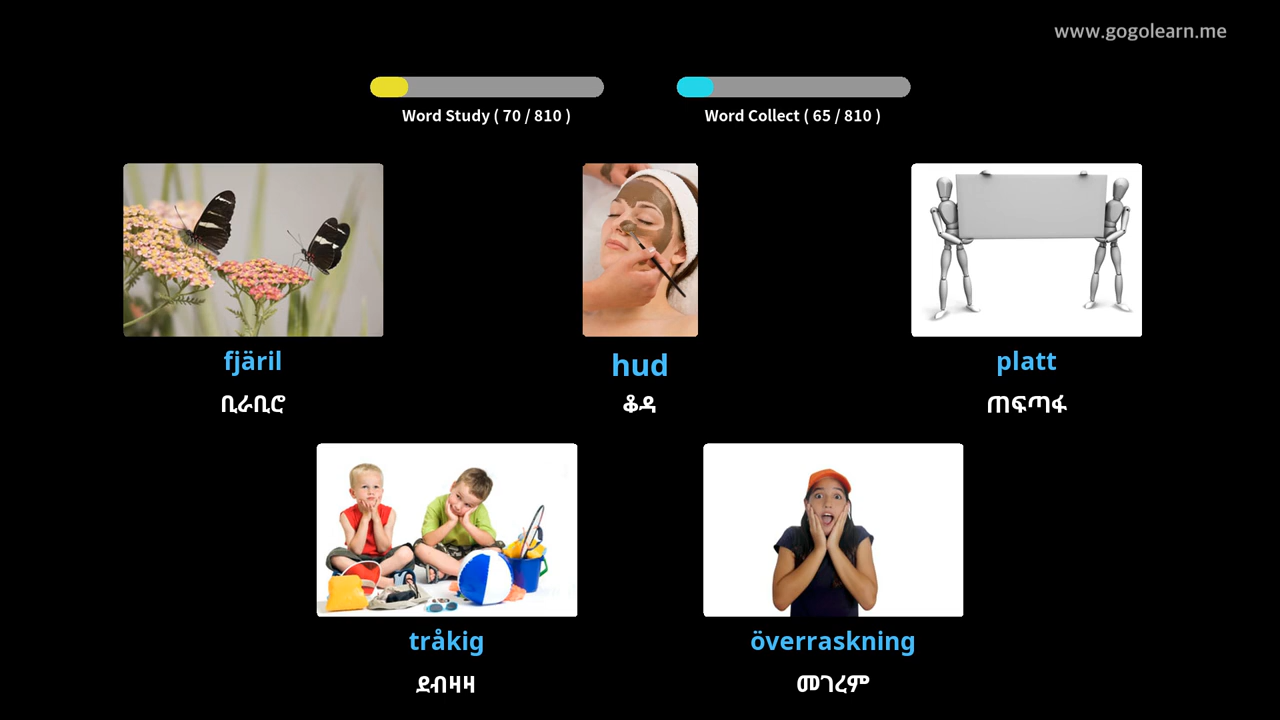 www.gogolearn.me
Word Study ( 70 / 810 )
Word Collect ( 65 / 810 )
fjäril
hud
platt
ቢራቢሮ
ቆዳ
ጠፍጣፋ
tråkig
överraskning
ደብዛዛ
መገረም